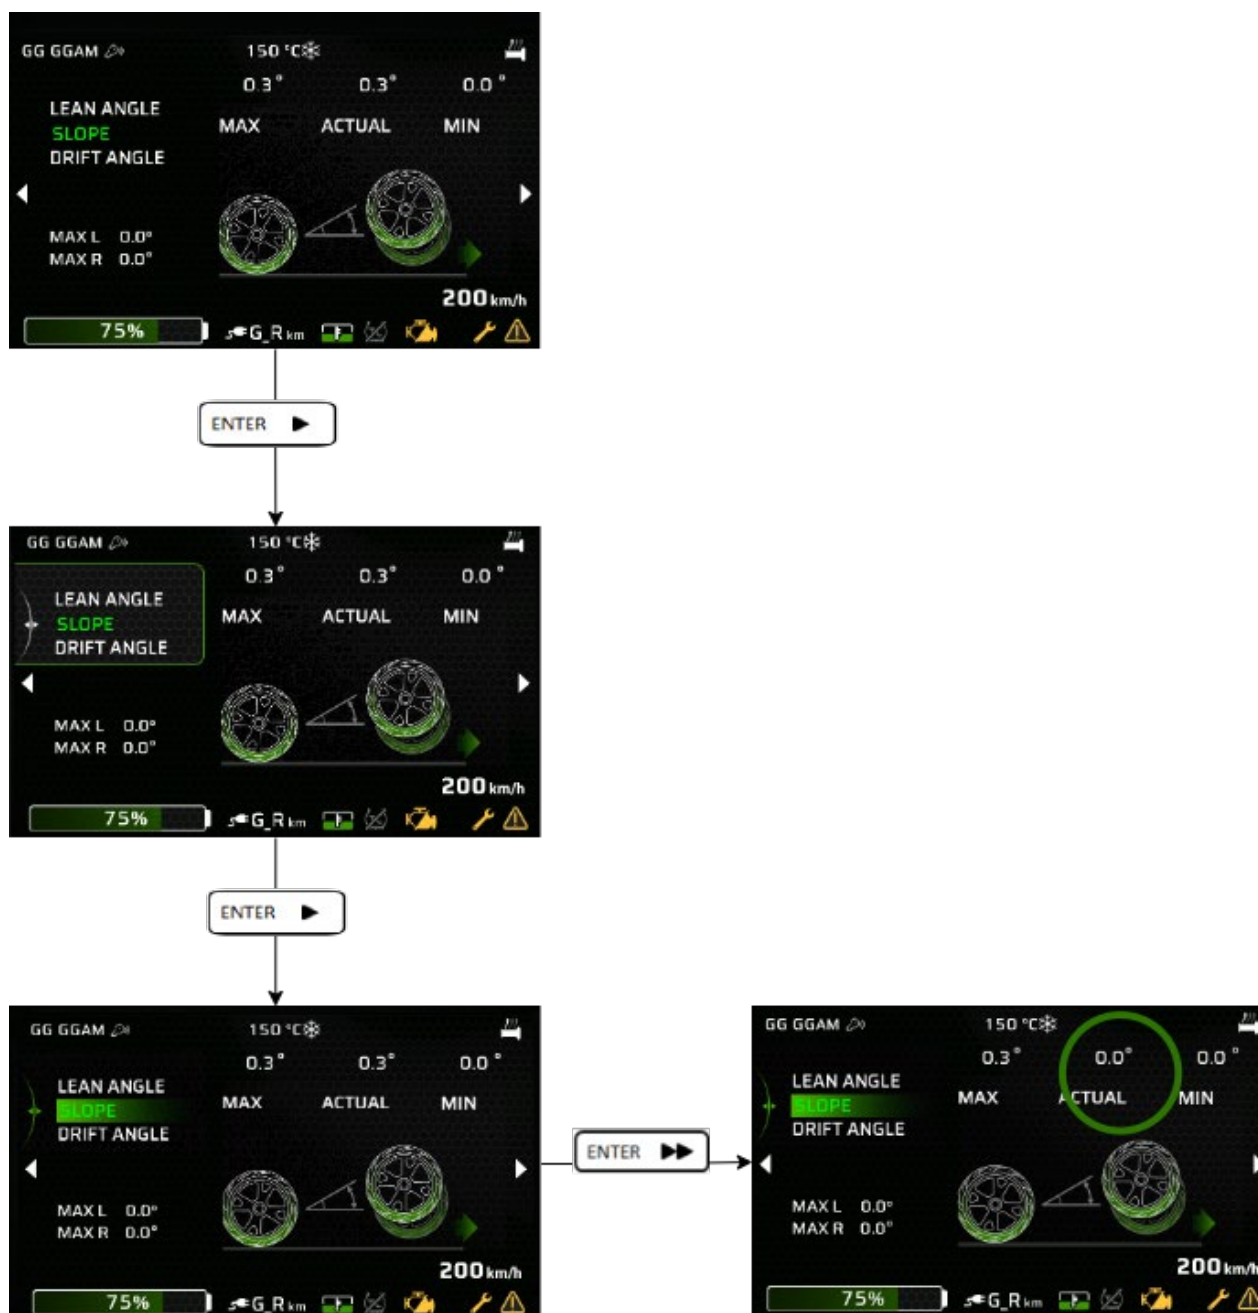 GG GGAM 150 °C
0.3° 0.3° 0.0°
LEAN ANGLE
MAX ACTUAL MIN
SLOPE
DRIFT ANGLE
MAX L 0.0°
MAX R 0.0°
200 km/h
75% G_R km
ENTER
GG GGAM 150 °C
0.3° 0.3° 0.0°
LEAN ANGLE
MAX ACTUAL MIN
SLOPE
DRIFT ANGLE
MAX L 0.0°
MAX R 0.0°
200 km/h
75% G_R km
ENTER
GG GGAM 150 °C
0.3° 0.3° 0.0°
LEAN ANGLE
MAX ACTUAL MIN
SLOPE
DRIFT ANGLE
MAX L 0.0°
MAX R 0.0°
200 km/h
75% G_R km
ENTER
GG GGAM 150 °C
0.3° 0.0° 0.0°
LEAN ANGLE
MAX ACTUAL MIN
SLOPE
DRIFT ANGLE
MAX L 0.0°
MAX R 0.0°
200 km/h
75% G_R km